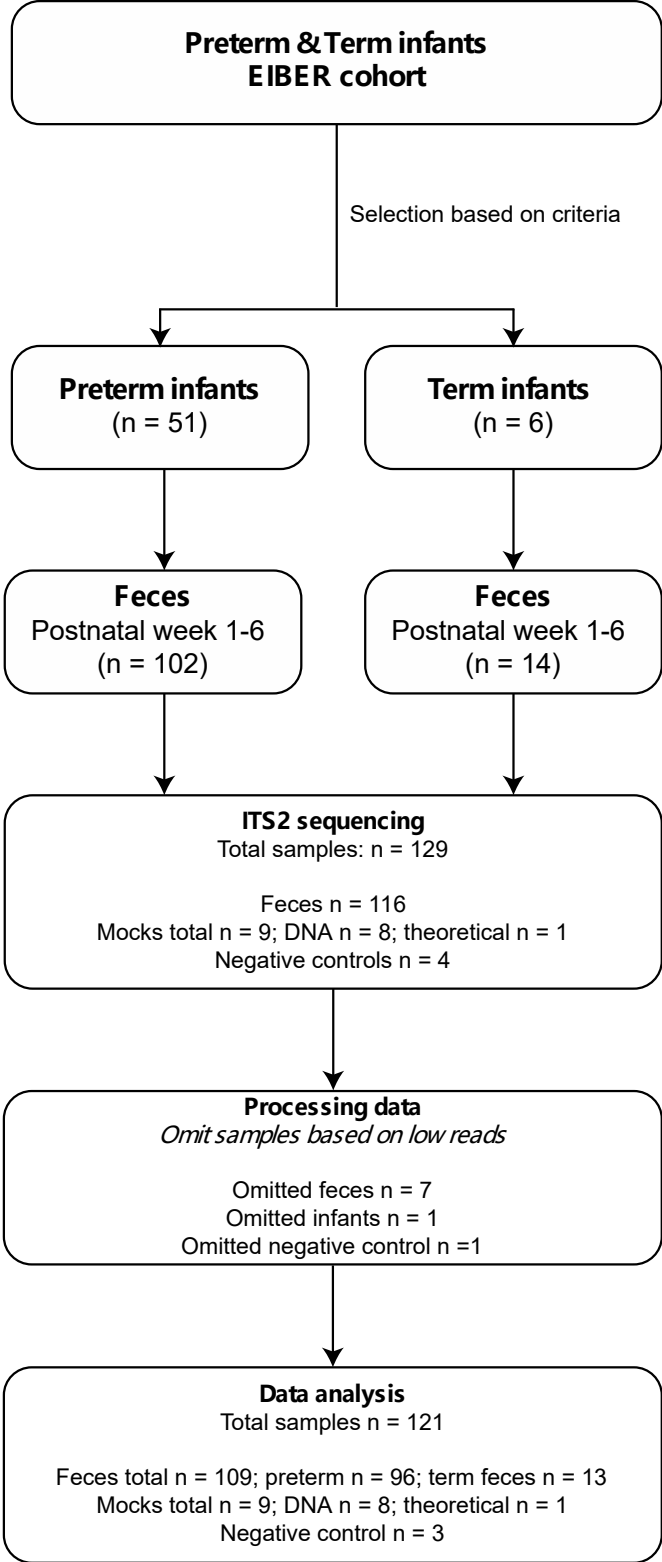 Preterm & Term infants
EIBER cohort
Selection based on criteria
Preterm infants
(n = 51)
Term infants
(n = 6)
Feces
Postnatal week 1-6
(n = 102)
Feces
Postnatal week 1-6
(n = 14)
ITS2 sequencing
Total samples: n = 129
Feces n = 116
Mocks total n = 9; DNA n = 8; theoretical n = 1
Negative controls n = 4
Processing data
Omit samples based on low reads
Omitted feces n = 7
Omitted infants n = 1
Omitted negative control n =1
Data analysis
Total samples n = 121
Feces total n = 109; preterm n = 96; term feces n = 13
Mocks total n = 9; DNA n = 8; theoretical n = 1
Negative control n = 3